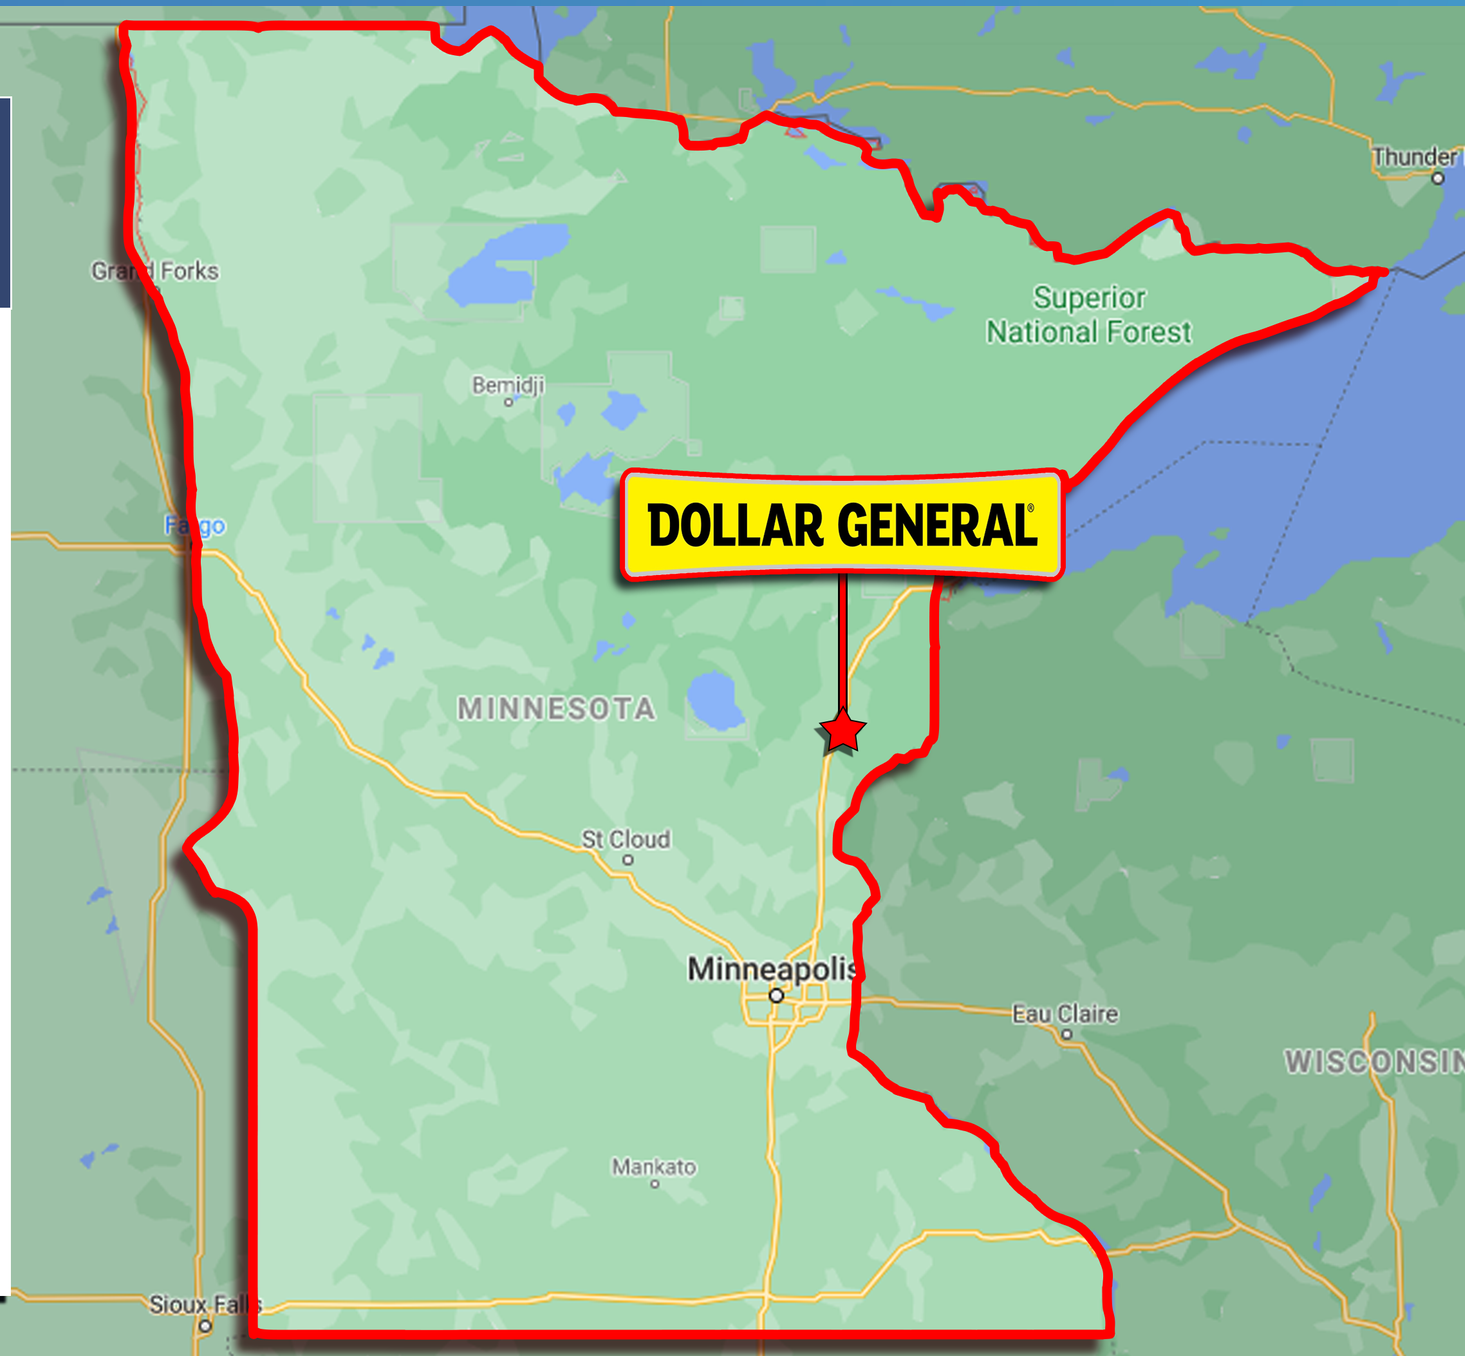 Thunder
Grand Forks
Superior
National Forest
Bemidji
DOLLAR GENERAL®
Fargo
MINNESOTA
St Cloud
Minneapolis
Eau Claire
WISCONSIN
Mankato
Sioux Falls